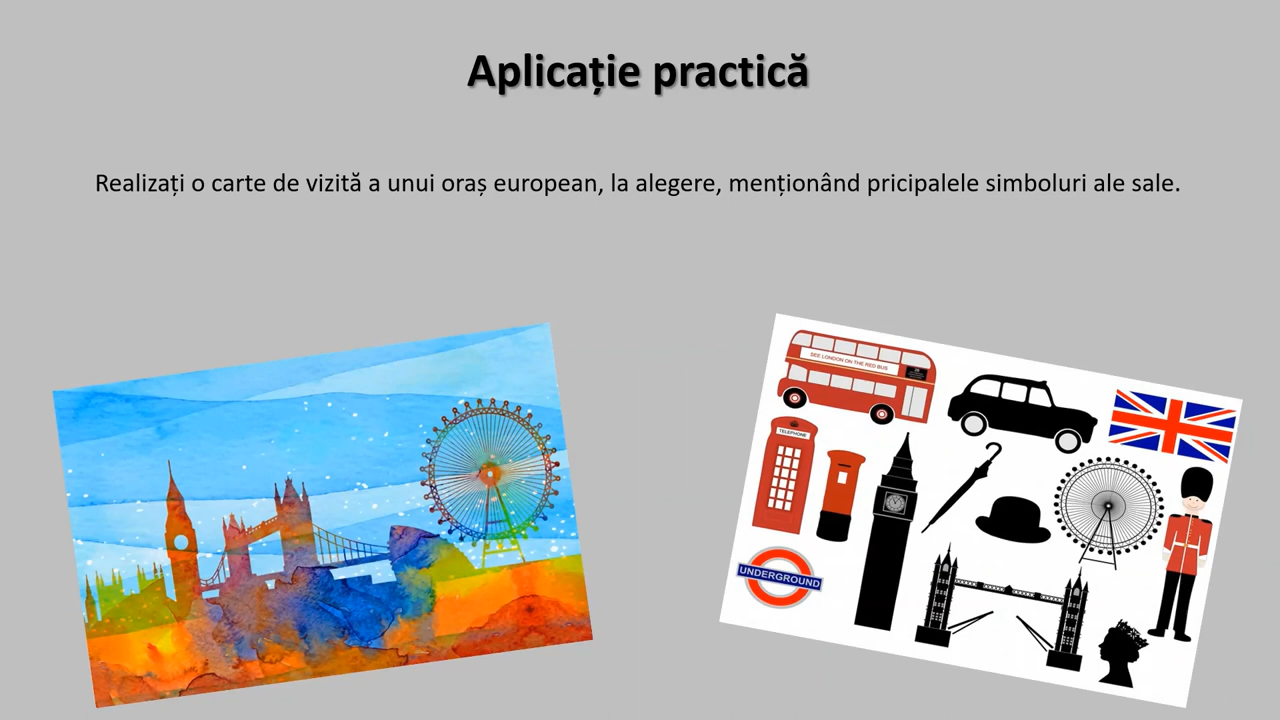 Aplicație practică
Realizați o carte de vizită a unui oraș european, la alegere, menționând pricipalele simboluri ale sale.
SEE LONDON ON THE RED BUS
TELEPHONE
UNDERGROUND